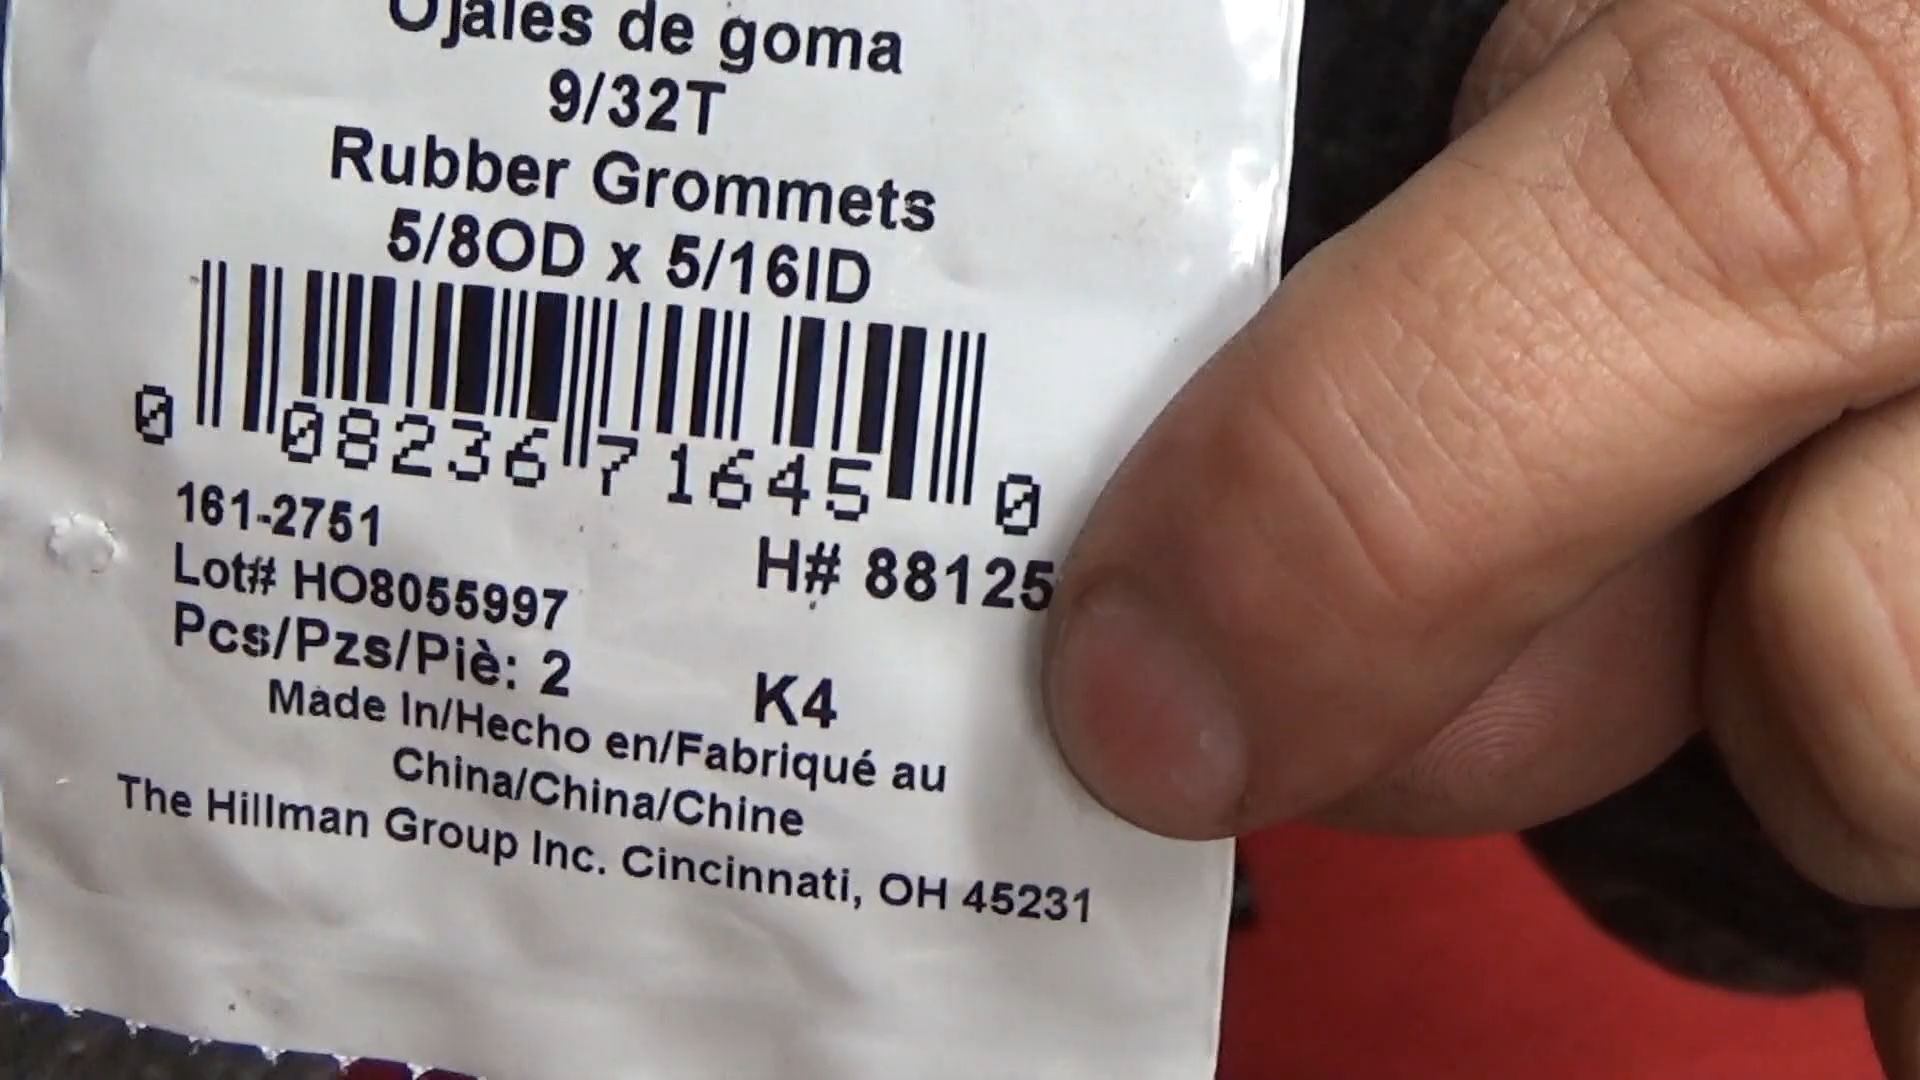 Ojales de goma
9/32T
Rubber Grommets
5/8OD x 5/16ID
0 08236 71645 0
161-2751
H# 88125
Lot# HO8055997
Pcs/Pzs/Piè: 2
K4
Made In/Hecho en/Fabriqué au
China/China/Chine
The Hillman Group Inc. Cincinnati, OH 45231